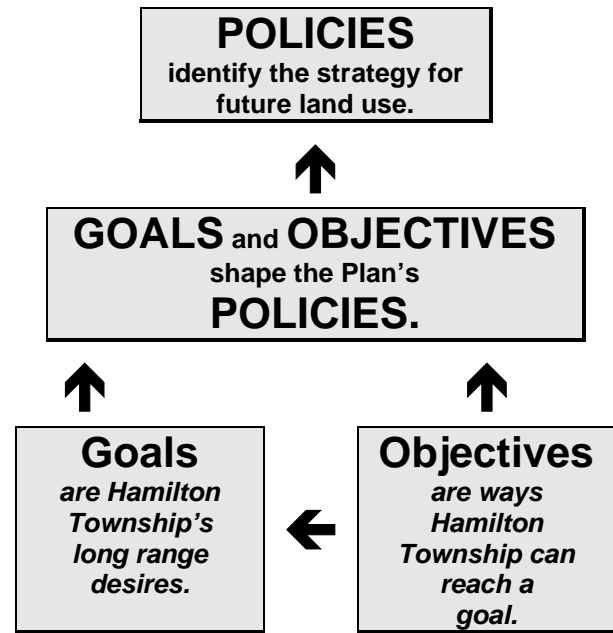 POLICIES
identify the strategy for
future land use.
GOALS and OBJECTIVES
shape the Plan’s
POLICIES.
Goals
are Hamilton
Township’s
long range
desires.
Objectives
are ways
Hamilton
Township can
reach a
goal.